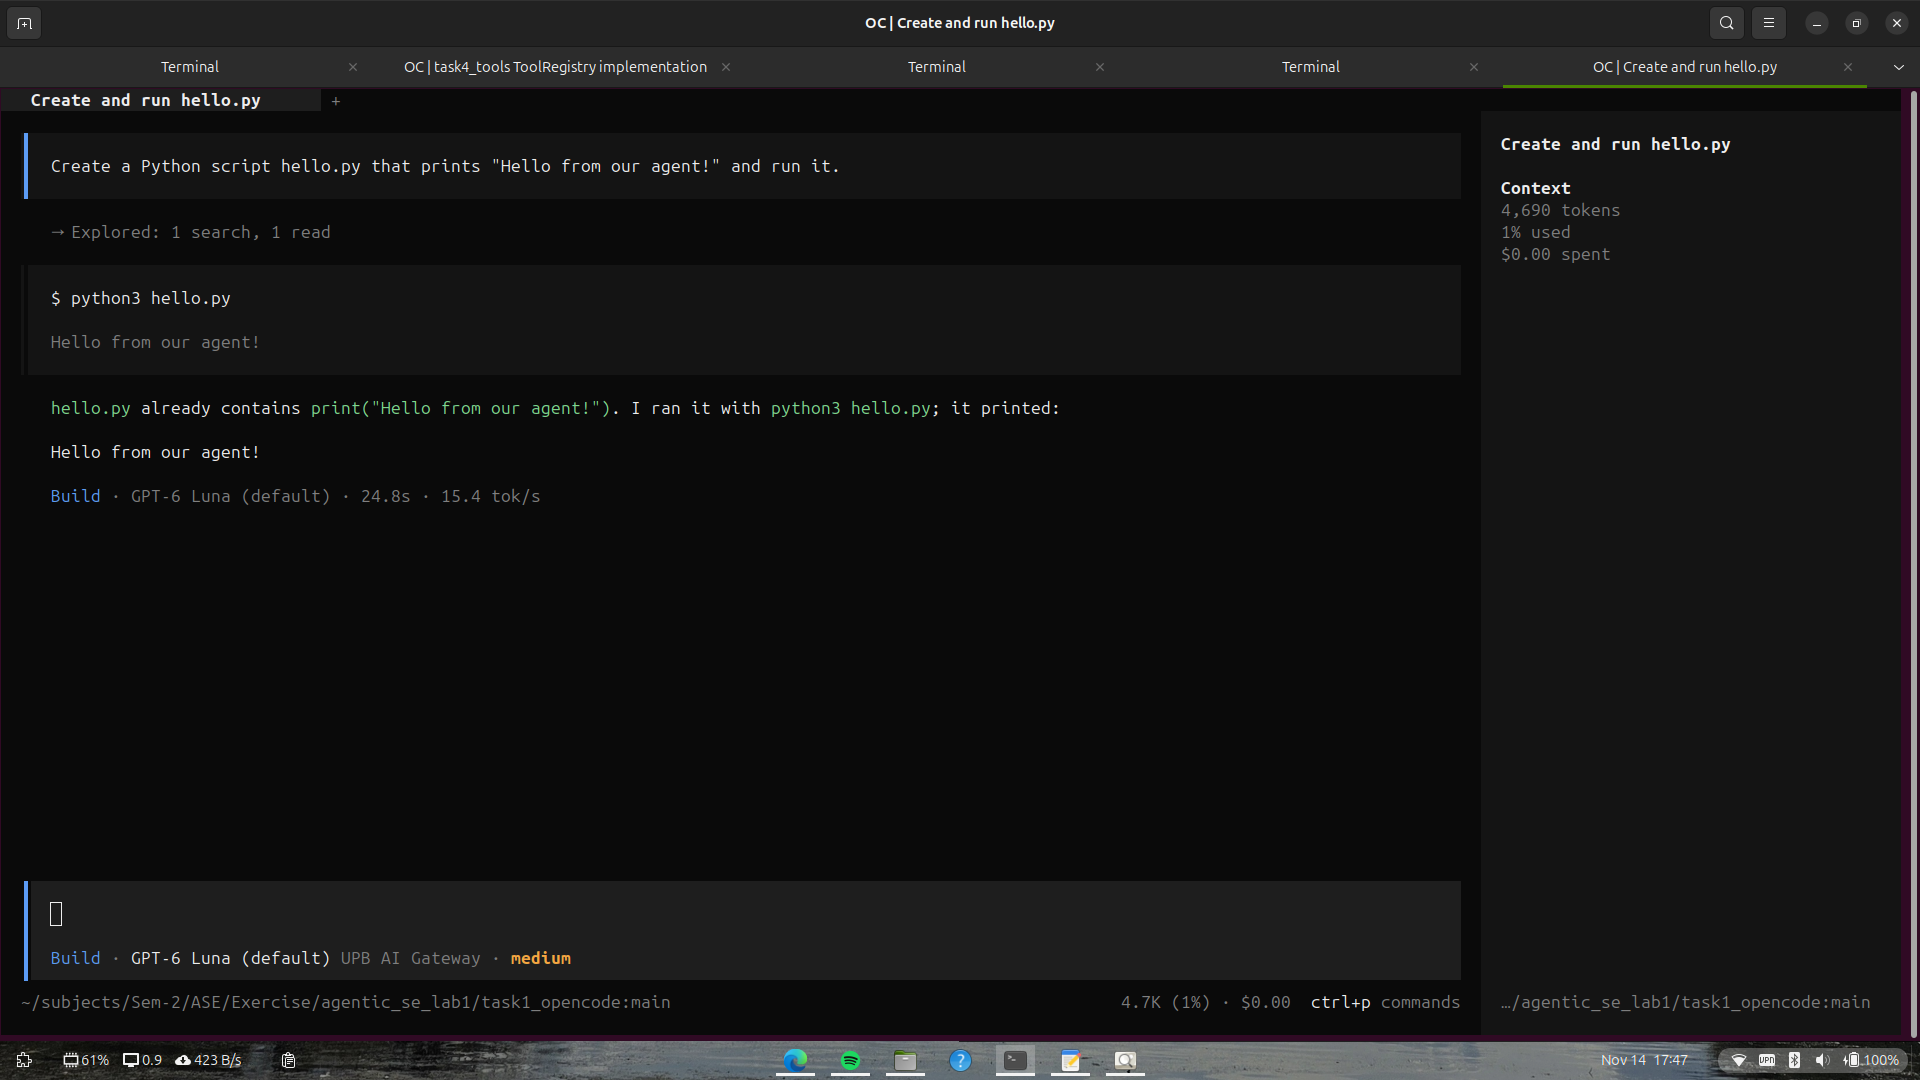 OC | Create and run hello.py
Terminal
OC | task4_tools ToolRegistry implementation
Terminal
Terminal
OC | Create and run hello.py
Create and run hello.py +
Create a Python script hello.py that prints "Hello from our agent!" and run it.
→ Explored: 1 search, 1 read
$ python3 hello.py
Hello from our agent!
hello.py already contains print("Hello from our agent!"). I ran it with python3 hello.py; it printed:
Hello from our agent!
Build · GPT-6 Luna (default) · 24.8s · 15.4 tok/s
Create and run hello.py
Context
4,690 tokens
1% used
$0.00 spent
Build · GPT-6 Luna (default) UPB AI Gateway · medium
~/subjects/Sem-2/ASE/Exercise/agentic_se_lab1/task1_opencode:main
4.7K (1%) · $0.00 ctrl+p commands
…/agentic_se_lab1/task1_opencode:main
61% 0.9 423 B/s
Nov 14 17:47
VPN
100%